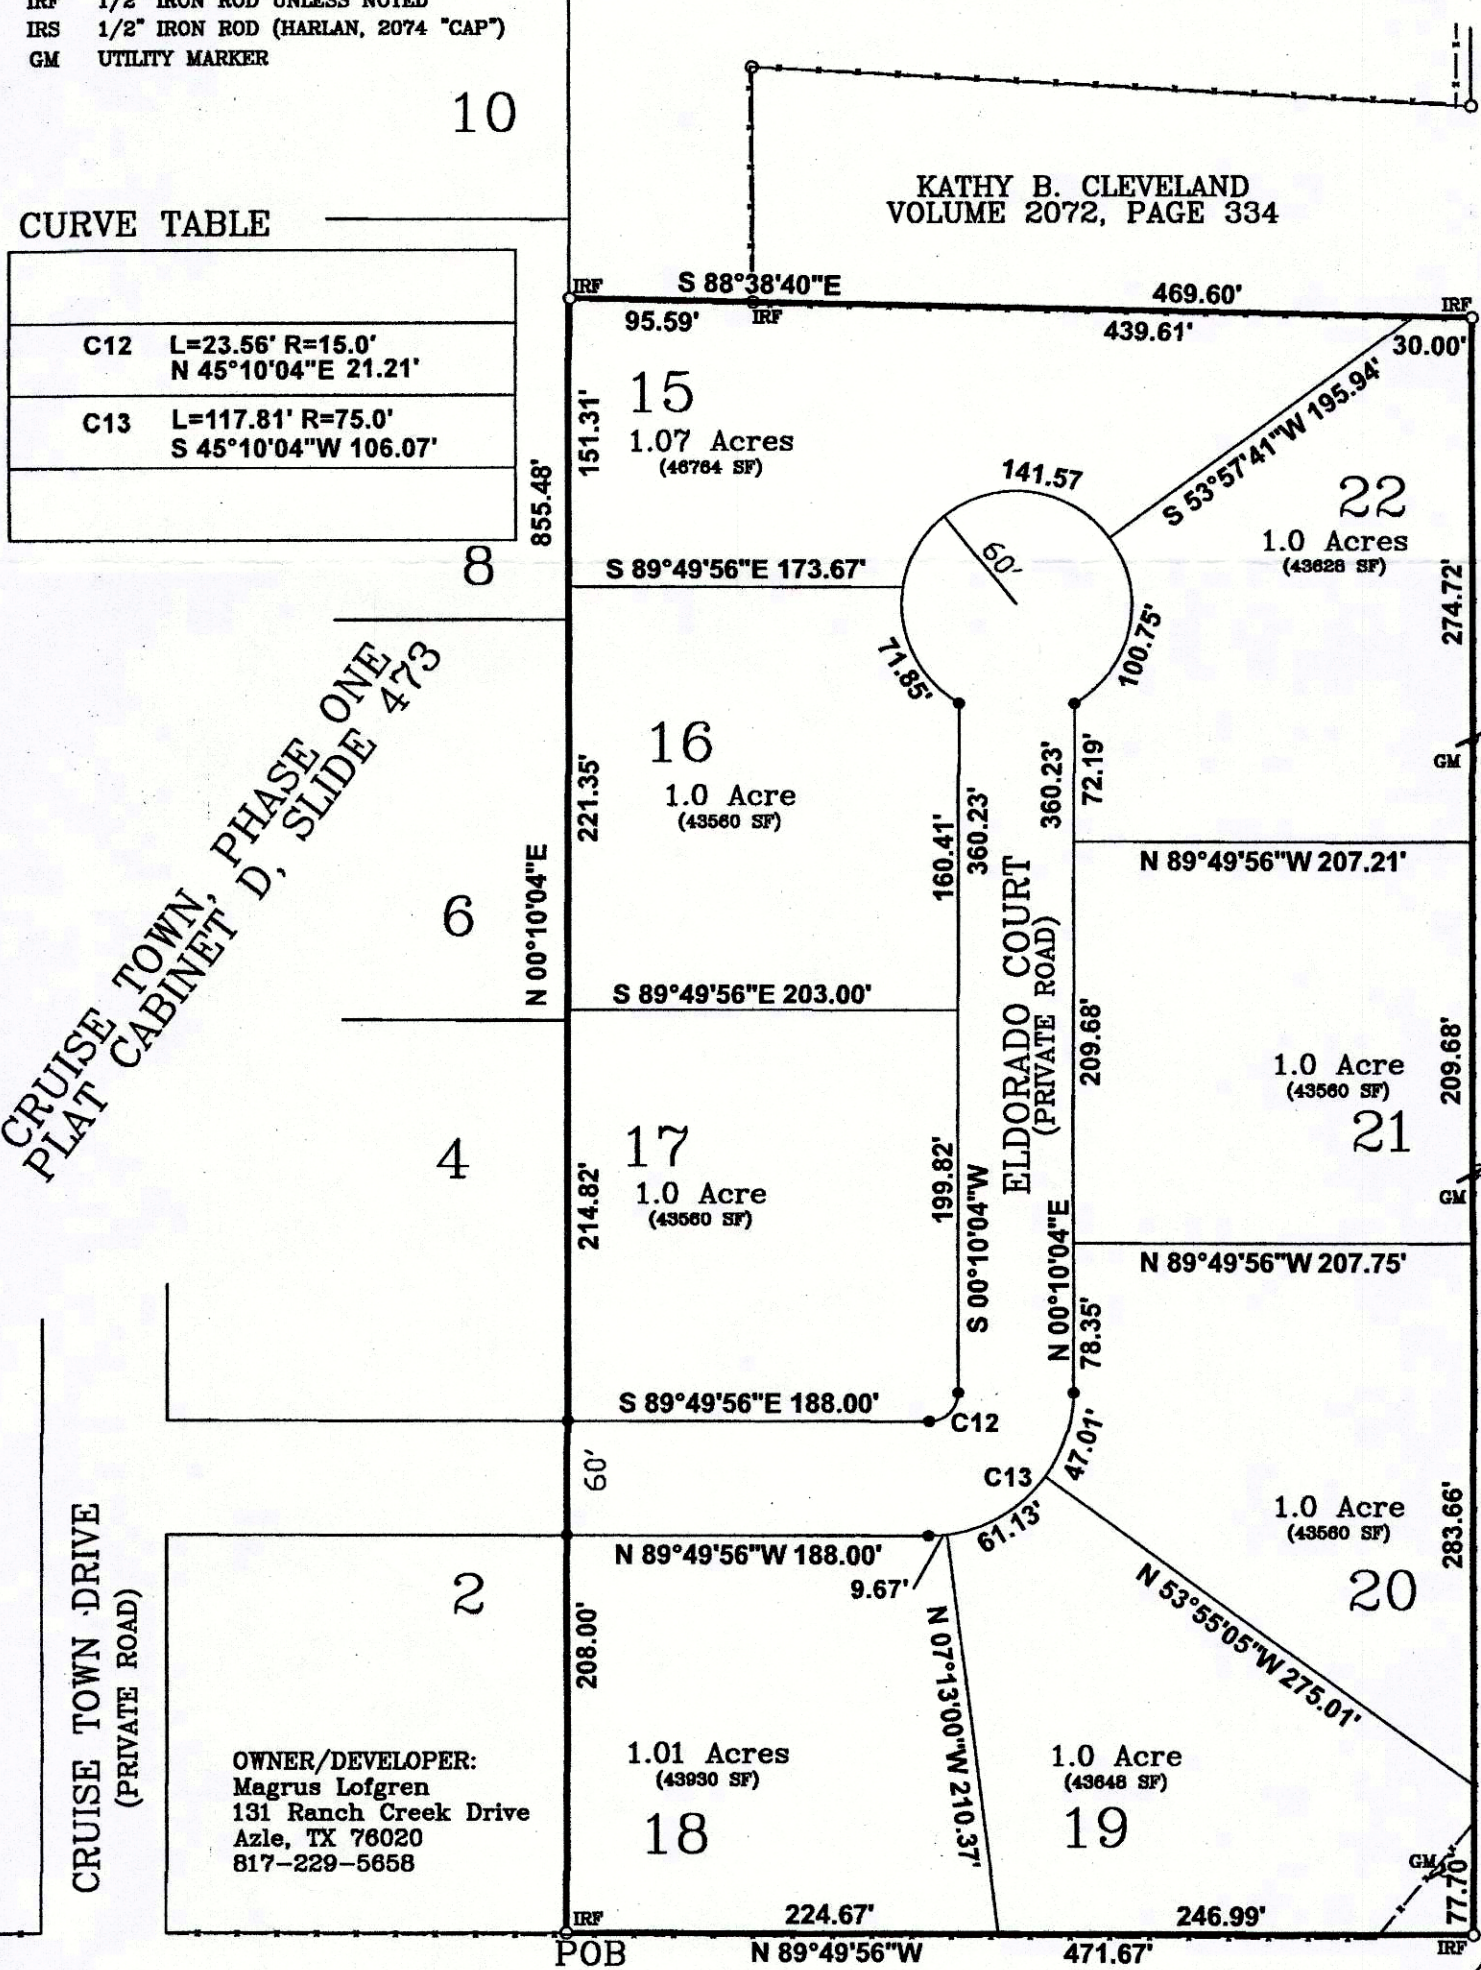 IRF 1/2" IRON ROD UNLESS NOTED
IRS 1/2" IRON ROD (HARLAN, 2074 "CAP")
GM UTILITY MARKER
10
KATHY B. CLEVELAND
VOLUME 2072, PAGE 334
CURVE TABLE
C12 L=23.56' R=15.0'
N 45°10'04"E 21.21'
C13 L=117.81' R=75.0'
S 45°10'04"W 106.07'
IRF
S 88°38'40"E
469.60'
IRF
95.59'
IRF
439.61'
30.00'
15
1.07 Acres
(46764 SF)
151.31'
855.48'
141.57
S 53°57'41"W 195.94'
22
1.0 Acres
(43628 SF)
274.72'
8
S 89°49'56"E 173.67'
60'
71.85'
100.75'
CRUISE TOWN, PHASE ONE
PLAT CABINET D, SLIDE 473
16
1.0 Acre
(43560 SF)
221.35'
N 00°10'04"E
160.41'
360.23'
360.23'
72.19'
GM
N 89°49'56"W 207.21'
6
S 89°49'56"E 203.00'
ELDORADO COURT
(PRIVATE ROAD)
209.68'
1.0 Acre
(43560 SF)
21
209.68'
4
17
1.0 Acre
(43560 SF)
214.82'
199.82'
S 00°10'04"W
N 00°10'04"E
GM
N 89°49'56"W 207.75'
78.35'
S 89°49'56"E 188.00'
C12
60'
C13
47.01'
61.13'
N 89°49'56"W 188.00'
9.67'
1.0 Acre
(43560 SF)
20
283.66'
N 53°55'05"W 275.01'
CRUISE TOWN DRIVE
(PRIVATE ROAD)
2
208.00'
N 07°13'00"W 210.37'
OWNER/DEVELOPER:
Magrus Lofgren
131 Ranch Creek Drive
Azle, TX 76020
817-229-5658
1.01 Acres
(43930 SF)
18
1.0 Acre
(43648 SF)
19
GM
77.70'
IRF
224.67'
246.99'
POB
N 89°49'56"W
471.67'
IRF